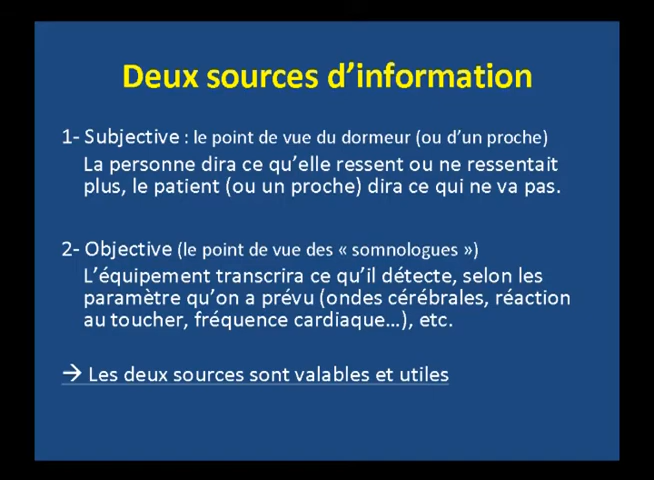 Deux sources d’information
1- Subjective : le point de vue du dormeur (ou d’un proche)
La personne dira ce qu’elle ressent ou ne ressentait
plus, le patient (ou un proche) dira ce qui ne va pas.
2- Objective (le point de vue des « somnologues »)
L’équipement transcrira ce qu’il détecte, selon les
paramètre qu’on a prévu (ondes cérébrales, réaction
au toucher, fréquence cardiaque…), etc.
→ Les deux sources sont valables et utiles